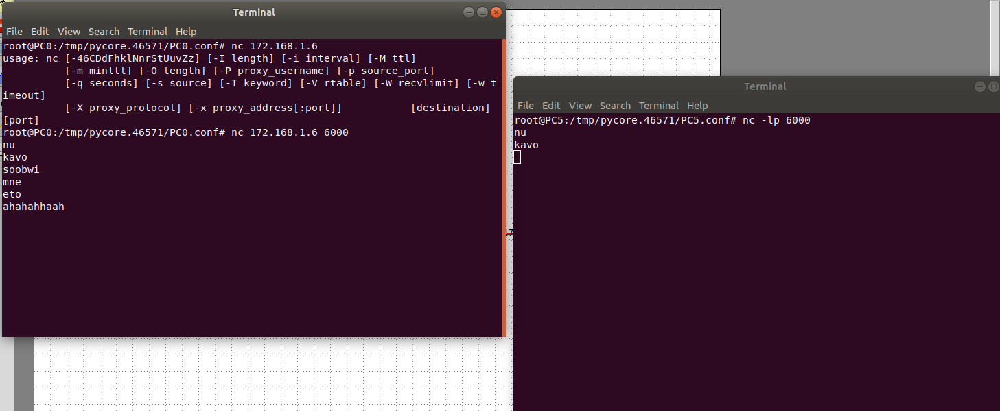 Terminal
File Edit View Search Terminal Help
root@PC0:/tmp/pycore.46571/PC0.conf# nc 172.168.1.6
usage: nc [-46CDdFhklNnrStUuvZz] [-I length] [-i interval] [-M ttl]
[-m minttl] [-O length] [-P proxy_username] [-p source_port]
[-q seconds] [-s source] [-T keyword] [-V rtable] [-W recvlimit] [-w t
imeout]
[-X proxy_protocol] [-x proxy_address[:port]] [destination]
[port]
root@PC0:/tmp/pycore.46571/PC0.conf# nc 172.168.1.6 6000
nu
kavo
soobwi
mne
eto
ahahahhaah
Terminal
File Edit View Search Terminal Help
root@PC5:/tmp/pycore.46571/PC5.conf# nc -lp 6000
nu
kavo